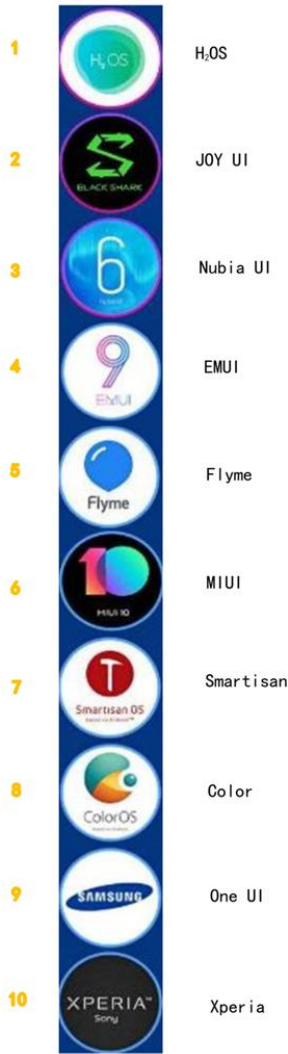 1
H₂OS
H₂OS
2
BLACK SHARK
JOY UI
3
6
Nubia UI
4
9
EMUI
EMUI
5
Flyme
Flyme
6
10
MIUI 10
MIUI
7
T
Smartisan OS
Smartisan
8
ColorOS
Color
9
SAMSUNG
One UI
10
XPERIA™
Sony
Xperia